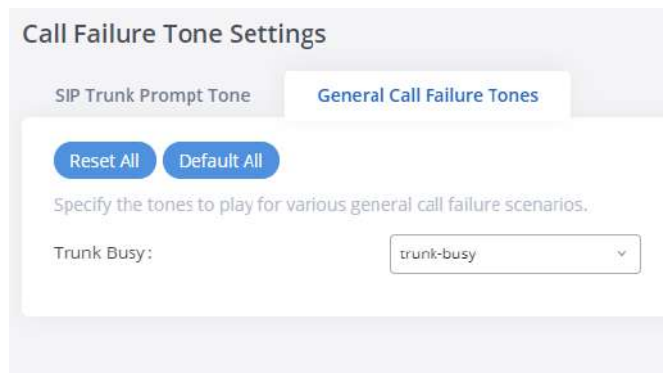 Call Failure Tone Settings
SIP Trunk Prompt Tone General Call Failure Tones
Reset All Default All
Specify the tones to play for various general call failure scenarios.
Trunk Busy: trunk-busy